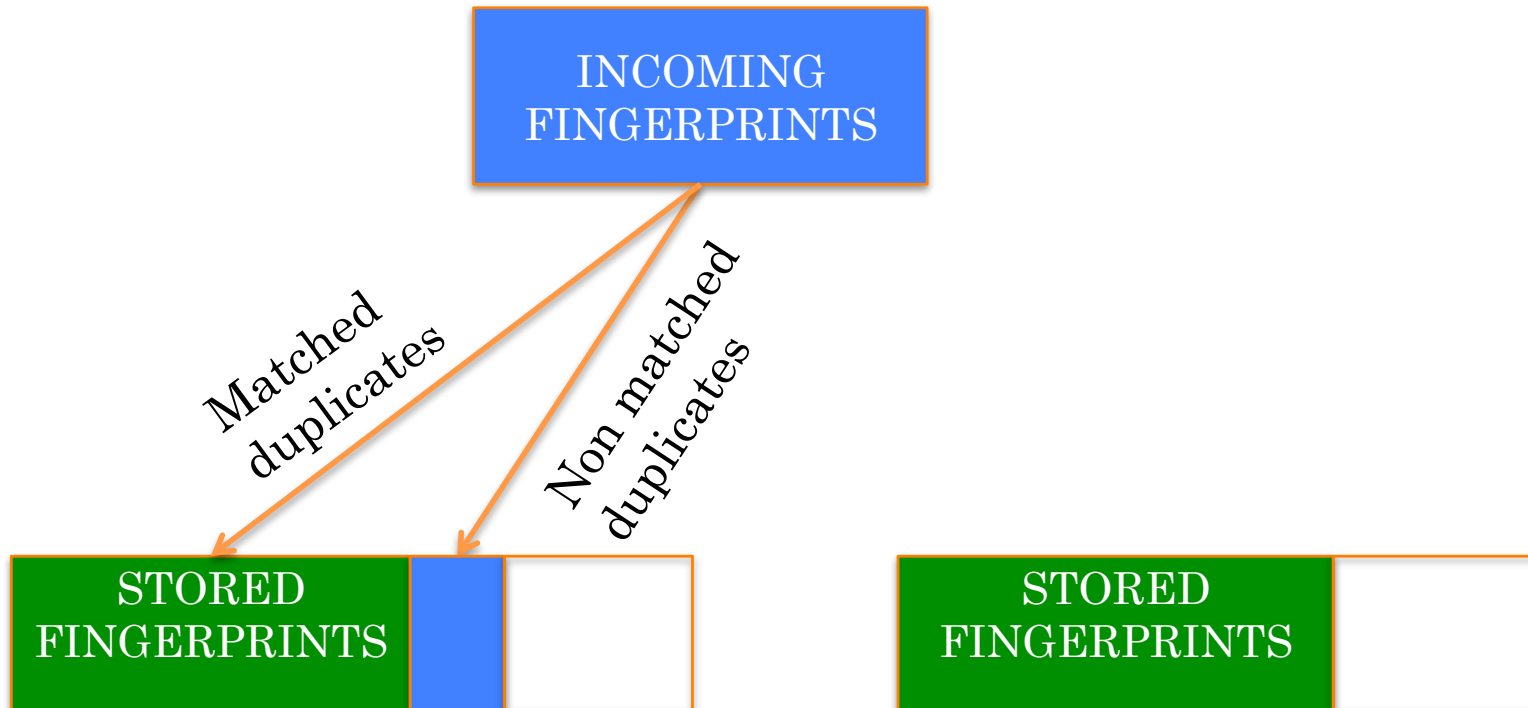 INCOMING
FINGERPRINTS
Matched
duplicates
Non matched
duplicates
STORED
FINGERPRINTS
STORED
FINGERPRINTS